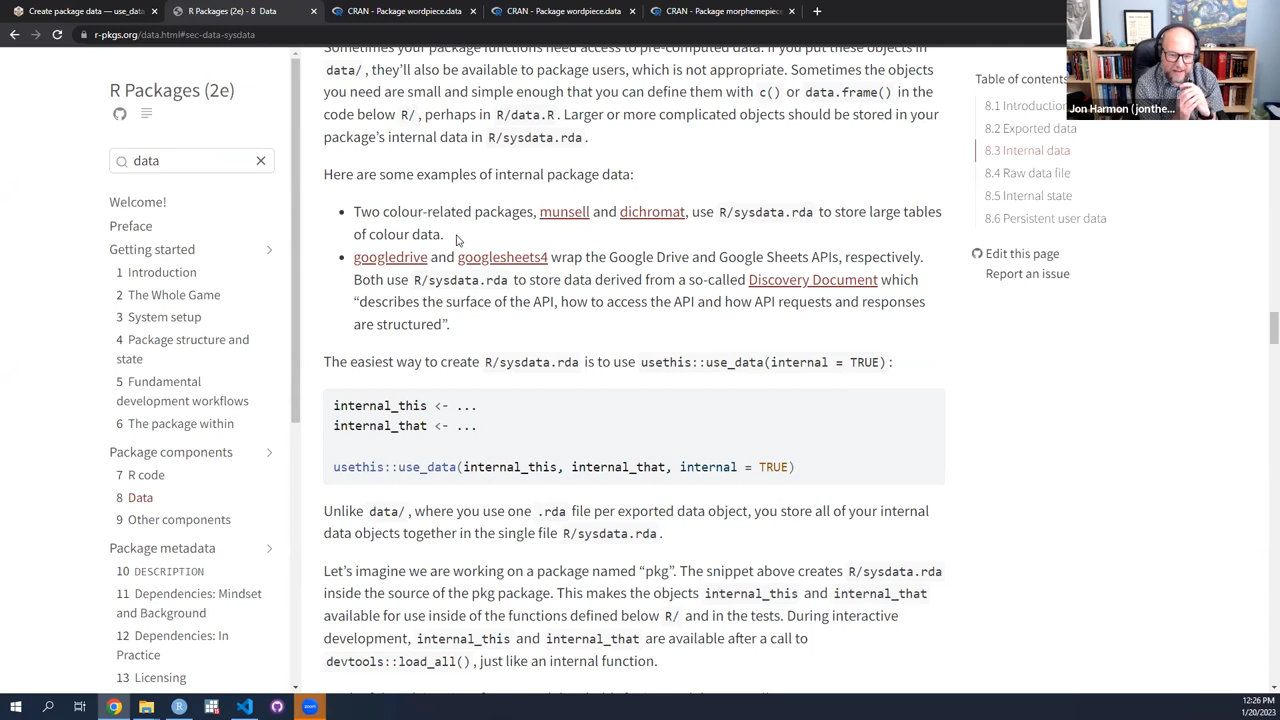 Create package data — use_data
R Packages (2e) - 8 Data
CRAN - Package wordpiece.data
CRAN - Package wordpiece.data
CRAN - Package morphemepiece
r-pkgs.org/data.html#sec-data-sysdata
R Packages (2e)
data
Welcome!
Preface
Getting started
1 Introduction
2 The Whole Game
3 System setup
4 Package structure and
state
5 Fundamental
development workflows
6 The package within
Package components
7 R code
8 Data
9 Other components
Package metadata
10 DESCRIPTION
11 Dependencies: Mindset
and Background
12 Dependencies: In
Practice
13 Licensing
Sometimes your package functions need access to pre-computed data. If you put these objects in
data/, they’ll also be available to package users, which is not appropriate. Sometimes the objects
you need are small and simple enough that you can define them with c() or data.frame() in the
code below R/, perhaps in R/data.R. Larger or more complicated objects should be stored in your
package’s internal data in R/sysdata.rda.
Here are some examples of internal package data:
• Two colour-related packages, munsell and dichromat, use R/sysdata.rda to store large tables
of colour data.
• googledrive and googlesheets4 wrap the Google Drive and Google Sheets APIs, respectively.
Both use R/sysdata.rda to store data derived from a so-called Discovery Document which
“describes the surface of the API, how to access the API and how API requests and responses
are structured”.
The easiest way to create R/sysdata.rda is to use usethis::use_data(internal = TRUE):
internal_this <- ...
internal_that <- ...
usethis::use_data(internal_this, internal_that, internal = TRUE)
Unlike data/, where you use one .rda file per exported data object, you store all of your internal
data objects together in the single file R/sysdata.rda.
Let’s imagine we are working on a package named “pkg”. The snippet above creates R/sysdata.rda
inside the source of the pkg package. This makes the objects internal_this and internal_that
available for use inside of the functions defined below R/ and in the tests. During interactive
development, internal_this and internal_that are available after a call to
devtools::load_all(), just like an internal function.
Table of contents
8.1 Introduction
8.2 Exported data
8.3 Internal data
8.4 Raw data file
8.5 Internal state
8.6 Persistent user data
Edit this page
Report an issue
Jon Harmon (jonthe...
zoom
12:26 PM
1/20/2023